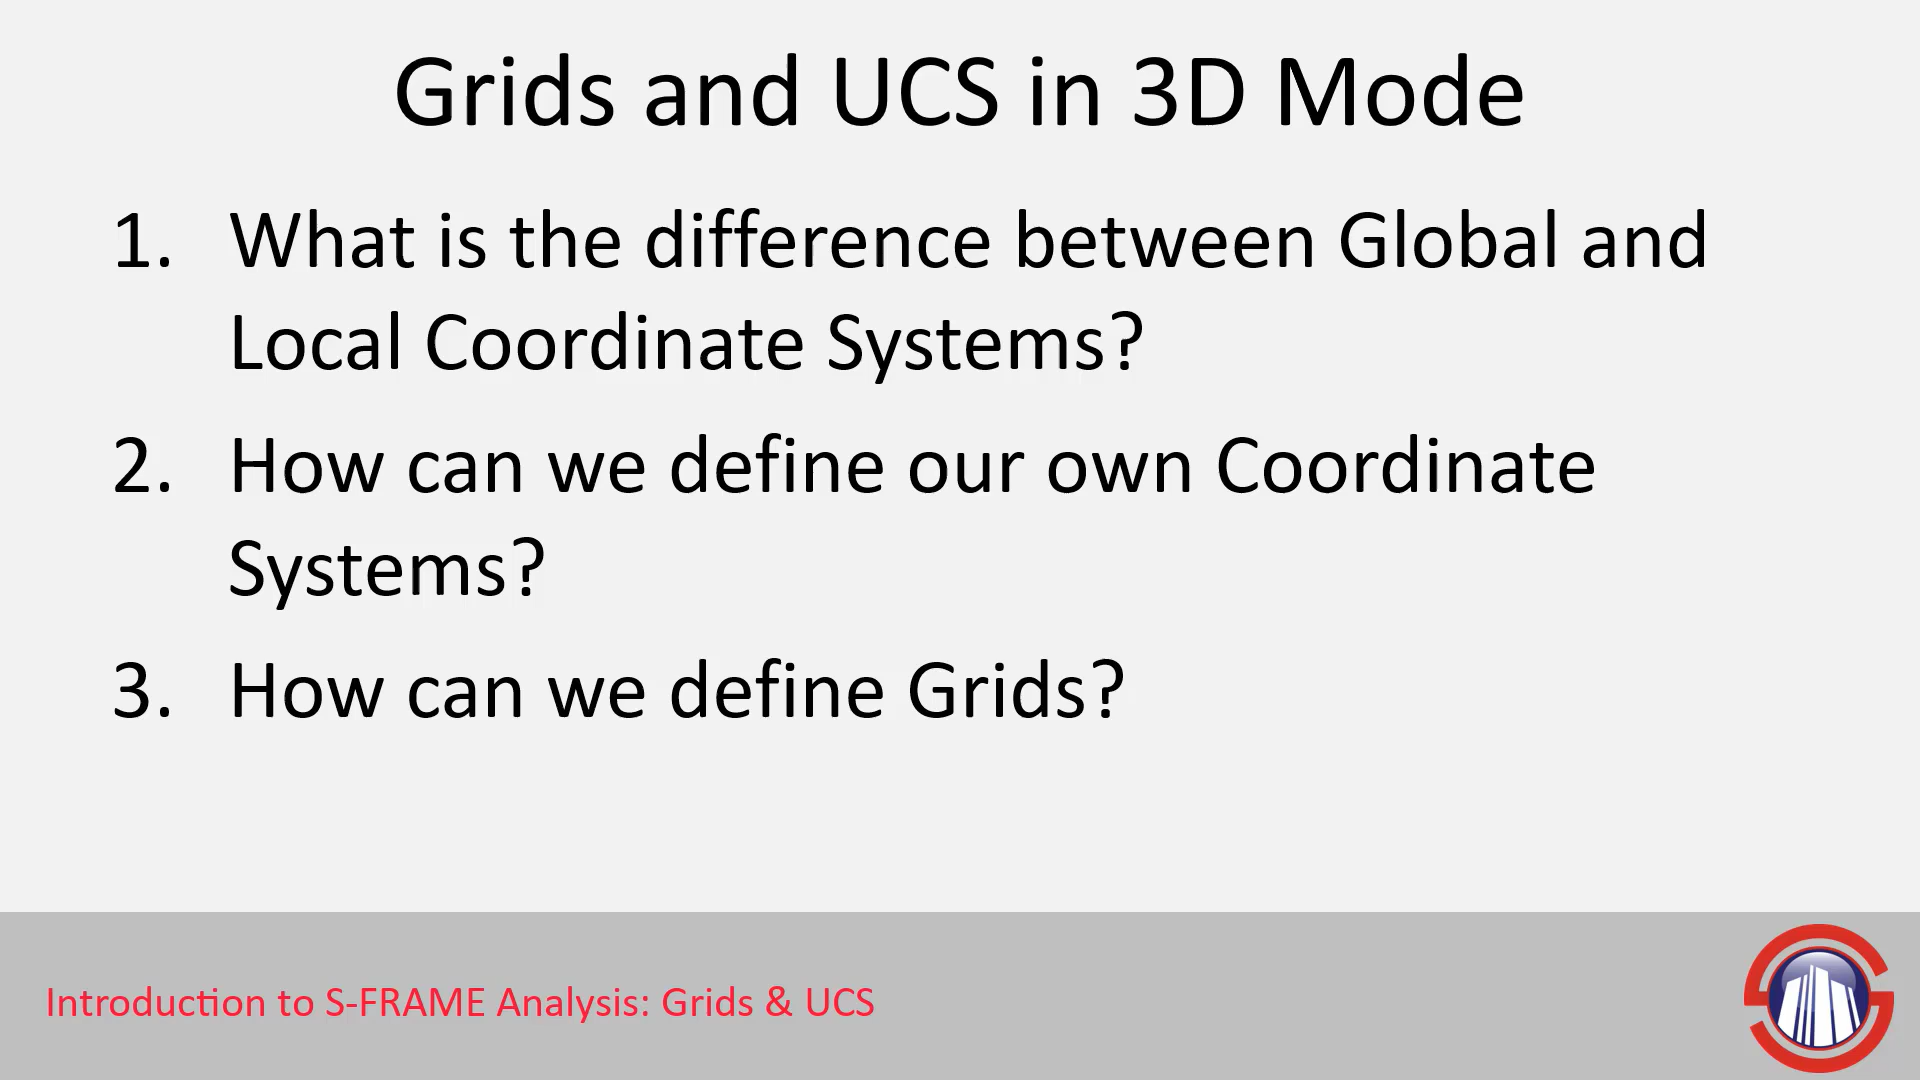 Grids and UCS in 3D Mode
1. What is the difference between Global and
Local Coordinate Systems?
2. How can we define our own Coordinate
Systems?
3. How can we define Grids?
Introduction to S-FRAME Analysis: Grids & UCS